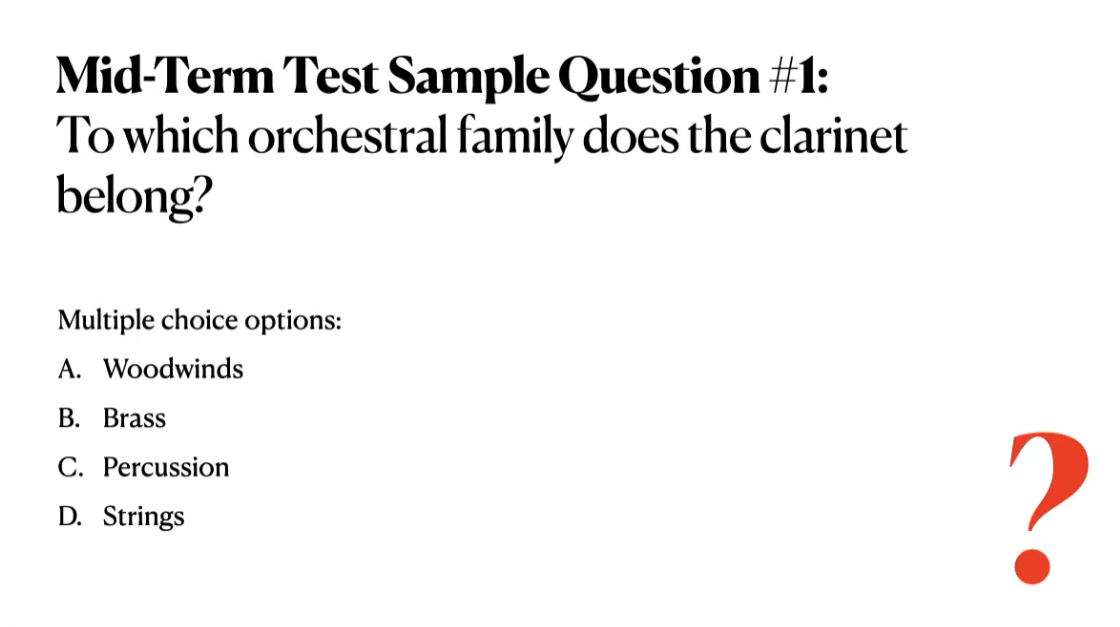 Mid-Term Test Sample Question #1:
To which orchestral family does the clarinet
belong?
Multiple choice options:
A. Woodwinds
B. Brass
C. Percussion
D. Strings
?